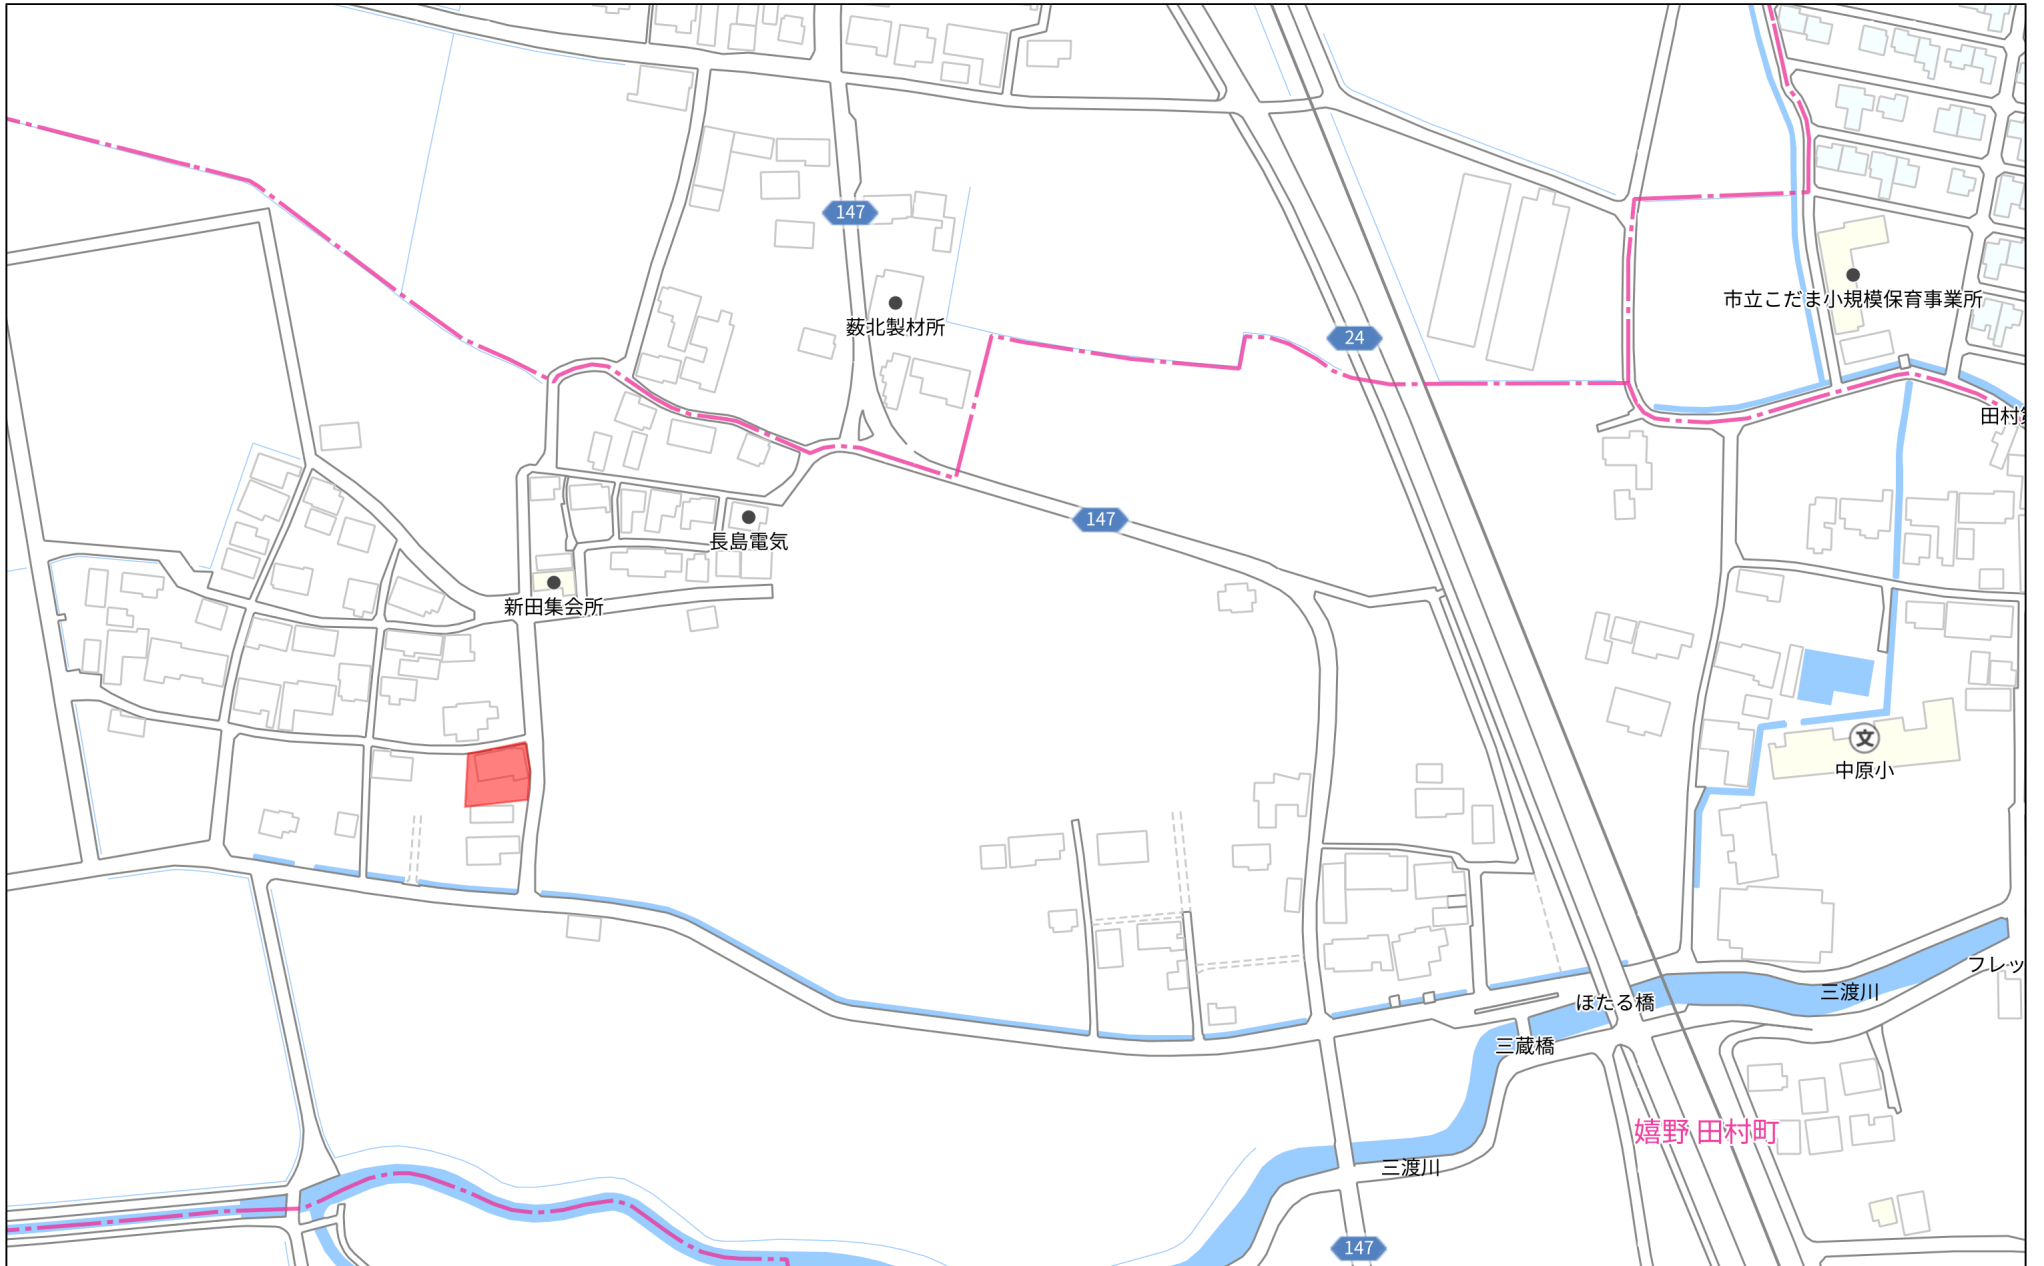 147
薮北製材所
24
市立こだま小規模保育事業所
田村
147
長島電気
新田集会所
文
中原小
フレッ
三渡川
ほたる橋
三蔵橋
嬉野 田村町
三渡川
147